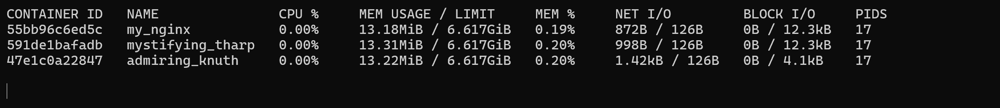 CONTAINER ID   NAME               CPU %     MEM USAGE / LIMIT     MEM %     NET I/O         BLOCK I/O     PIDS
55bb96c6ed5c   my_nginx           0.00%     13.18MiB / 6.617GiB   0.19%     872B / 126B     0B / 12.3kB   17
591de1bafadb   mystifying_tharp   0.00%     13.31MiB / 6.617GiB   0.20%     998B / 126B     0B / 12.3kB   17
47e1c0a22847   admiring_knuth     0.00%     13.22MiB / 6.617GiB   0.20%     1.42kB / 126B   0B / 4.1kB    17